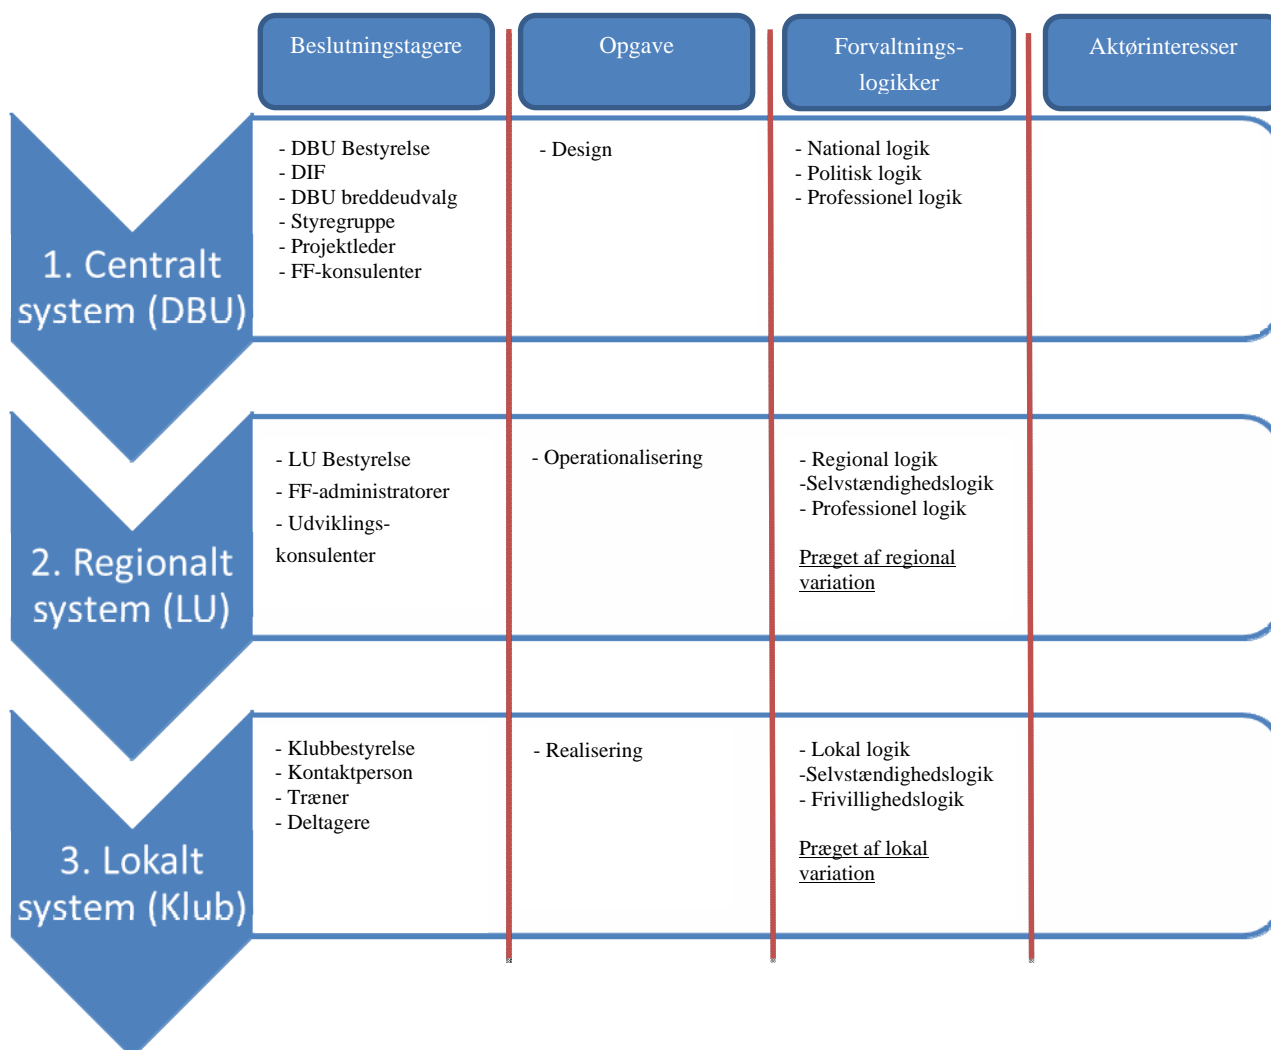 Beslutningstagere
Opgave
Forvaltnings-
logikker
Aktørinteresser
1. Centralt
system (DBU)
- DBU Bestyrelse
- DIF
- DBU breddeudvalg
- Styregruppe
- Projektleder
- FF-konsulenter
- Design
- National logik
- Politisk logik
- Professionel logik
2. Regionalt
system (LU)
- LU Bestyrelse
- FF-administratorer
- Udviklings-
konsulenter
- Operationalisering
- Regional logik
-Selvstændighedslogik
- Professionel logik
Præget af regional
variation
3. Lokalt
system (Klub)
- Klubbestyrelse
- Kontaktperson
- Træner
- Deltagere
- Realisering
- Lokal logik
-Selvstændighedslogik
- Frivillighedslogik
Præget af lokal
variation